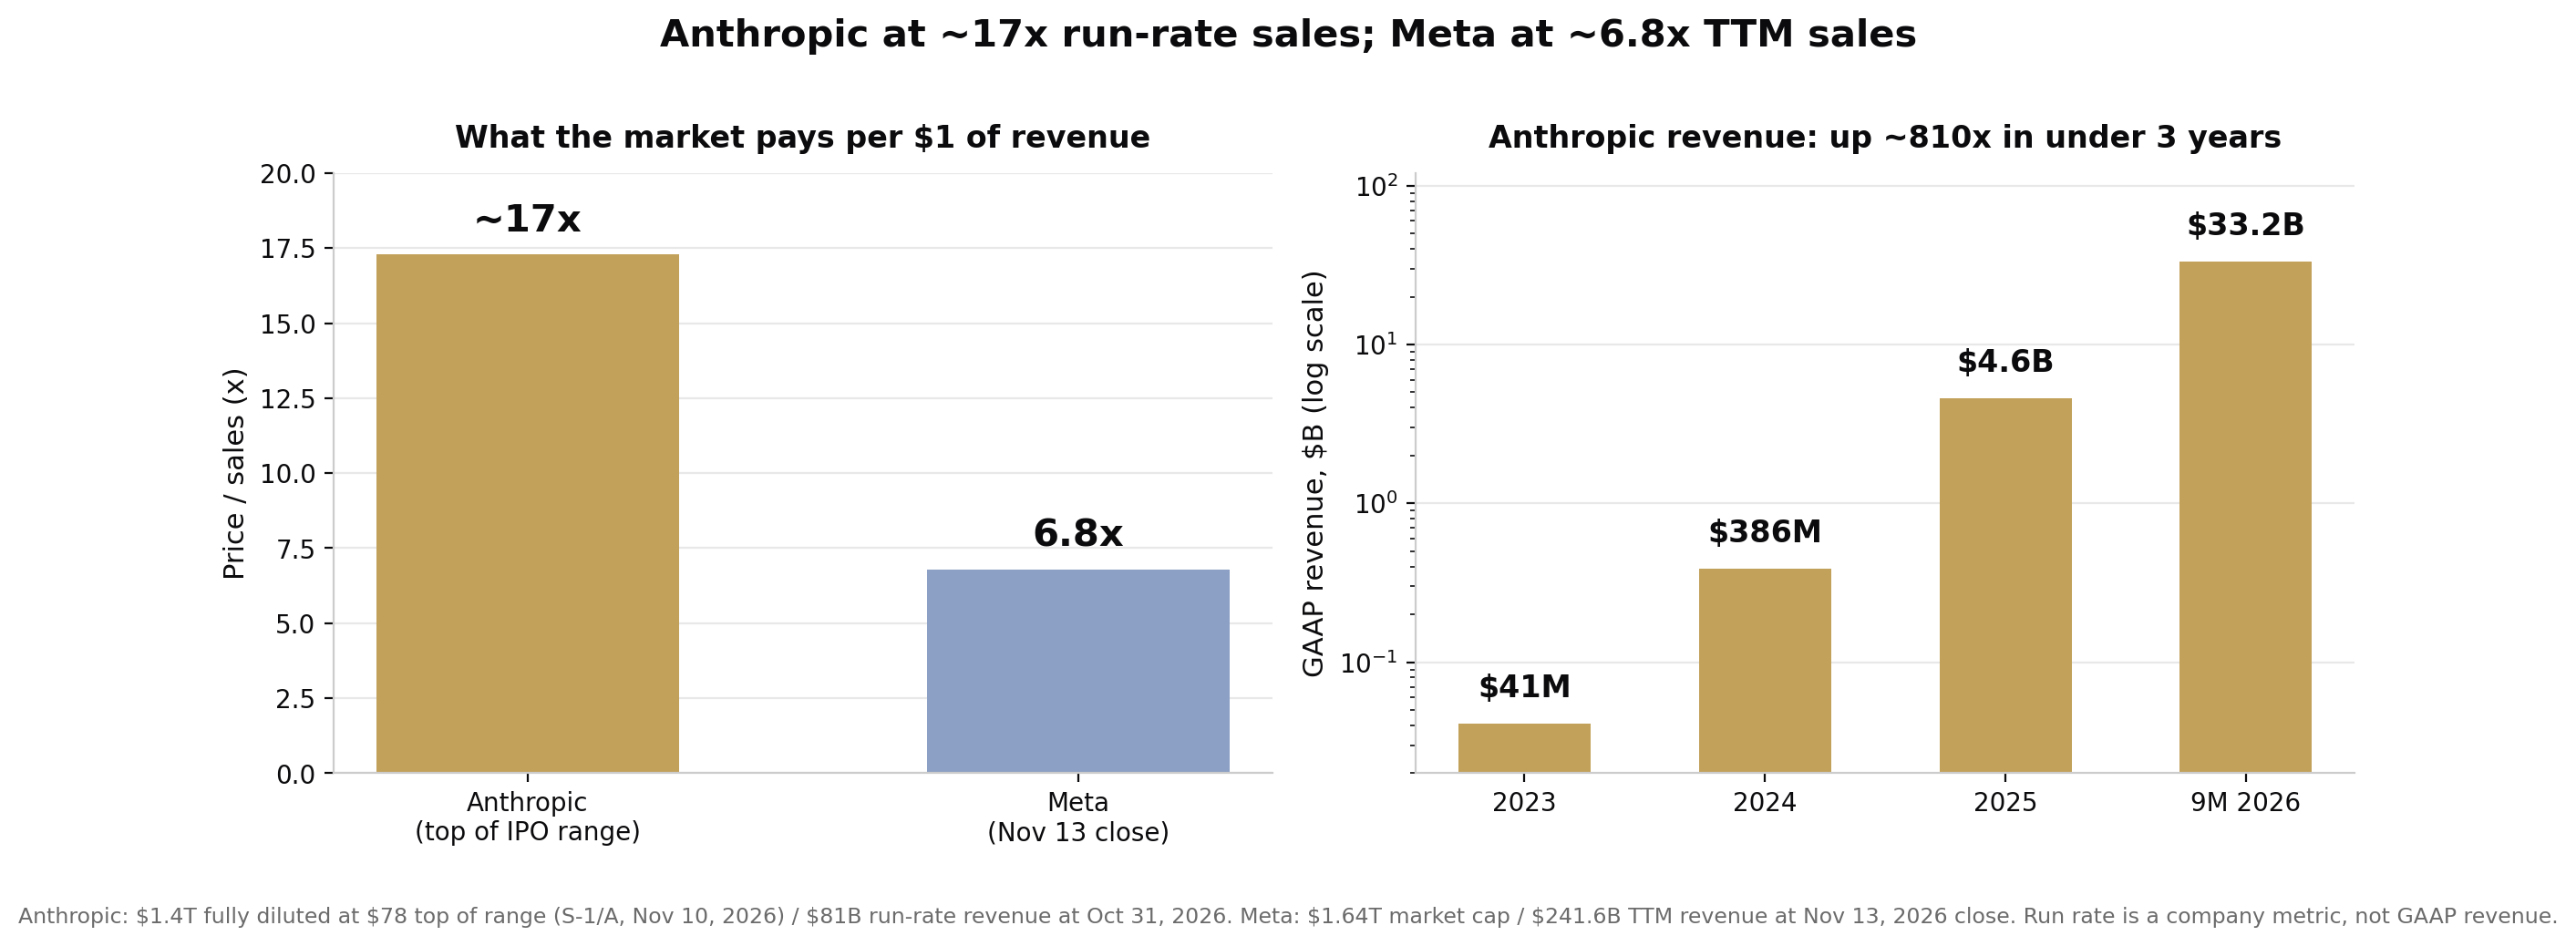 Anthropic at ~17x run-rate sales; Meta at ~6.8x TTM sales
What the market pays per $1 of revenue
Price / sales (x)
20.0
17.5
15.0
12.5
10.0
7.5
5.0
2.5
0.0
~17x
6.8x
Anthropic
(top of IPO range)
Meta
(Nov 13 close)
Anthropic revenue: up ~810x in under 3 years
GAAP revenue, $B (log scale)
10²
10¹
10⁰
10⁻¹
$41M
$386M
$4.6B
$33.2B
2023
2024
2025
9M 2026
Anthropic: $1.4T fully diluted at $78 top of range (S-1/A, Nov 10, 2026) / $81B run-rate revenue at Oct 31, 2026. Meta: $1.64T market cap / $241.6B TTM revenue at Nov 13, 2026 close. Run rate is a company metric, not GAAP revenue.